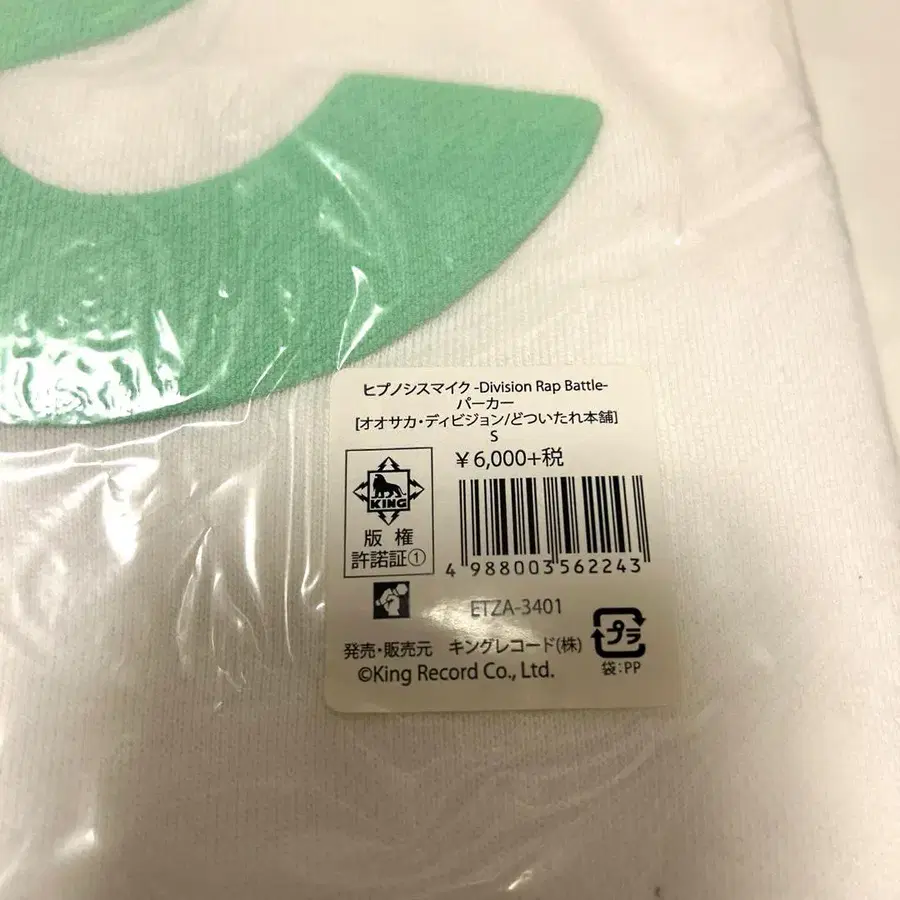 ヒプノシスマイク-Division Rap Battle-
パーカー
[オオサカ・ディビジョン/どついたれ本舗]
S
¥6,000+税
KING
版権
許諾証①
4 988003 562243
ETZA-3401
プラ
発売・販売元 キングレコード(株)
袋:PP
©King Record Co., Ltd.